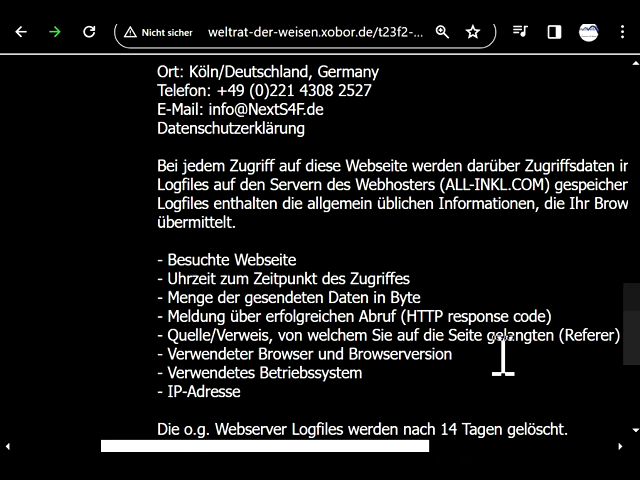 Nicht sicher
weltrat-der-weisen.xobor.de/t23f2-...
Ort: Köln/Deutschland, Germany
Telefon: +49 (0)221 4308 2527
E-Mail: info@NextS4F.de
Datenschutzerklärung
Bei jedem Zugriff auf diese Webseite werden darüber Zugriffsdaten in
Logfiles auf den Servern des Webhosters (ALL-INKL.COM) gespeicher
Logfiles enthalten die allgemein üblichen Informationen, die Ihr Brow
übermittelt.
- Besuchte Webseite
- Uhrzeit zum Zeitpunkt des Zugriffes
- Menge der gesendeten Daten in Byte
- Meldung über erfolgreichen Abruf (HTTP response code)
- Quelle/Verweis, von welchem Sie auf die Seite gelangten (Referer)
- Verwendeter Browser und Browserversion
- Verwendetes Betriebssystem
- IP-Adresse
Die o.g. Webserver Logfiles werden nach 14 Tagen gelöscht.